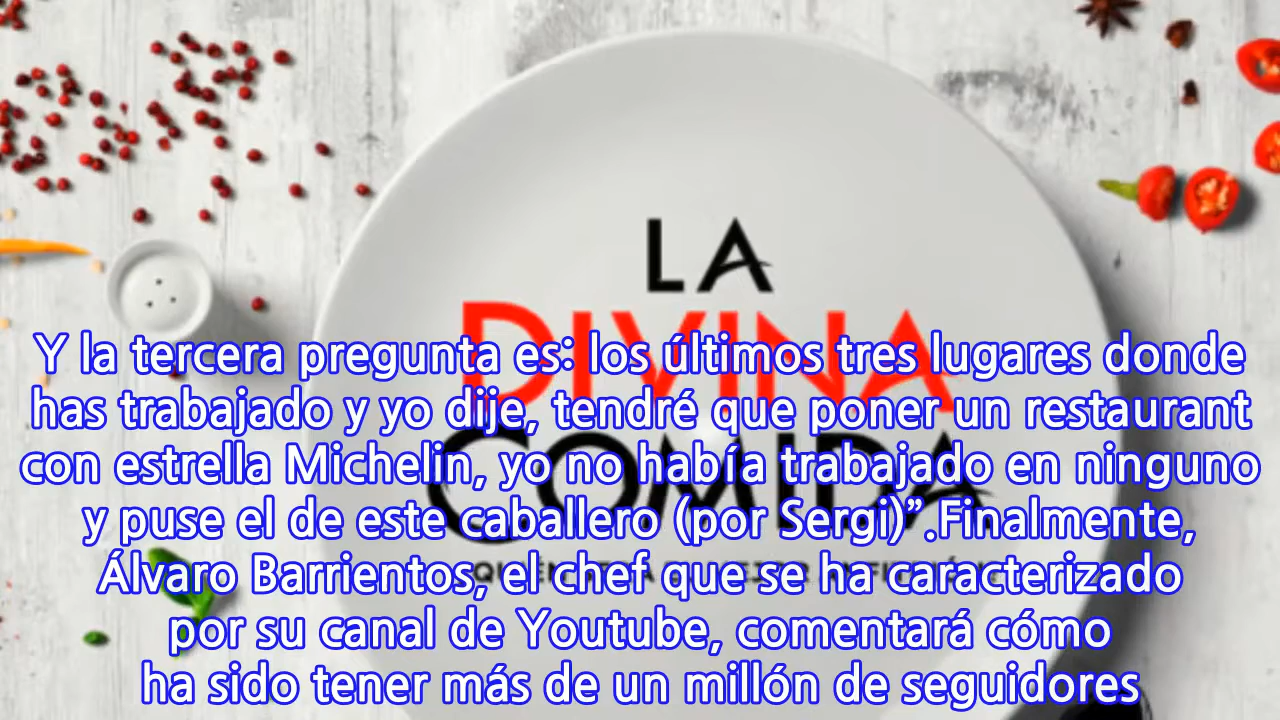 LA
DIVINA
COMIDA
Y la tercera pregunta es: los últimos tres lugares donde
has trabajado y yo dije, tendré que poner un restaurant
con estrella Michelin, yo no había trabajado en ninguno
y puse el de este caballero (por Sergi)”.Finalmente,
Álvaro Barrientos, el chef que se ha caracterizado
por su canal de Youtube, comentará cómo
ha sido tener más de un millón de seguidores